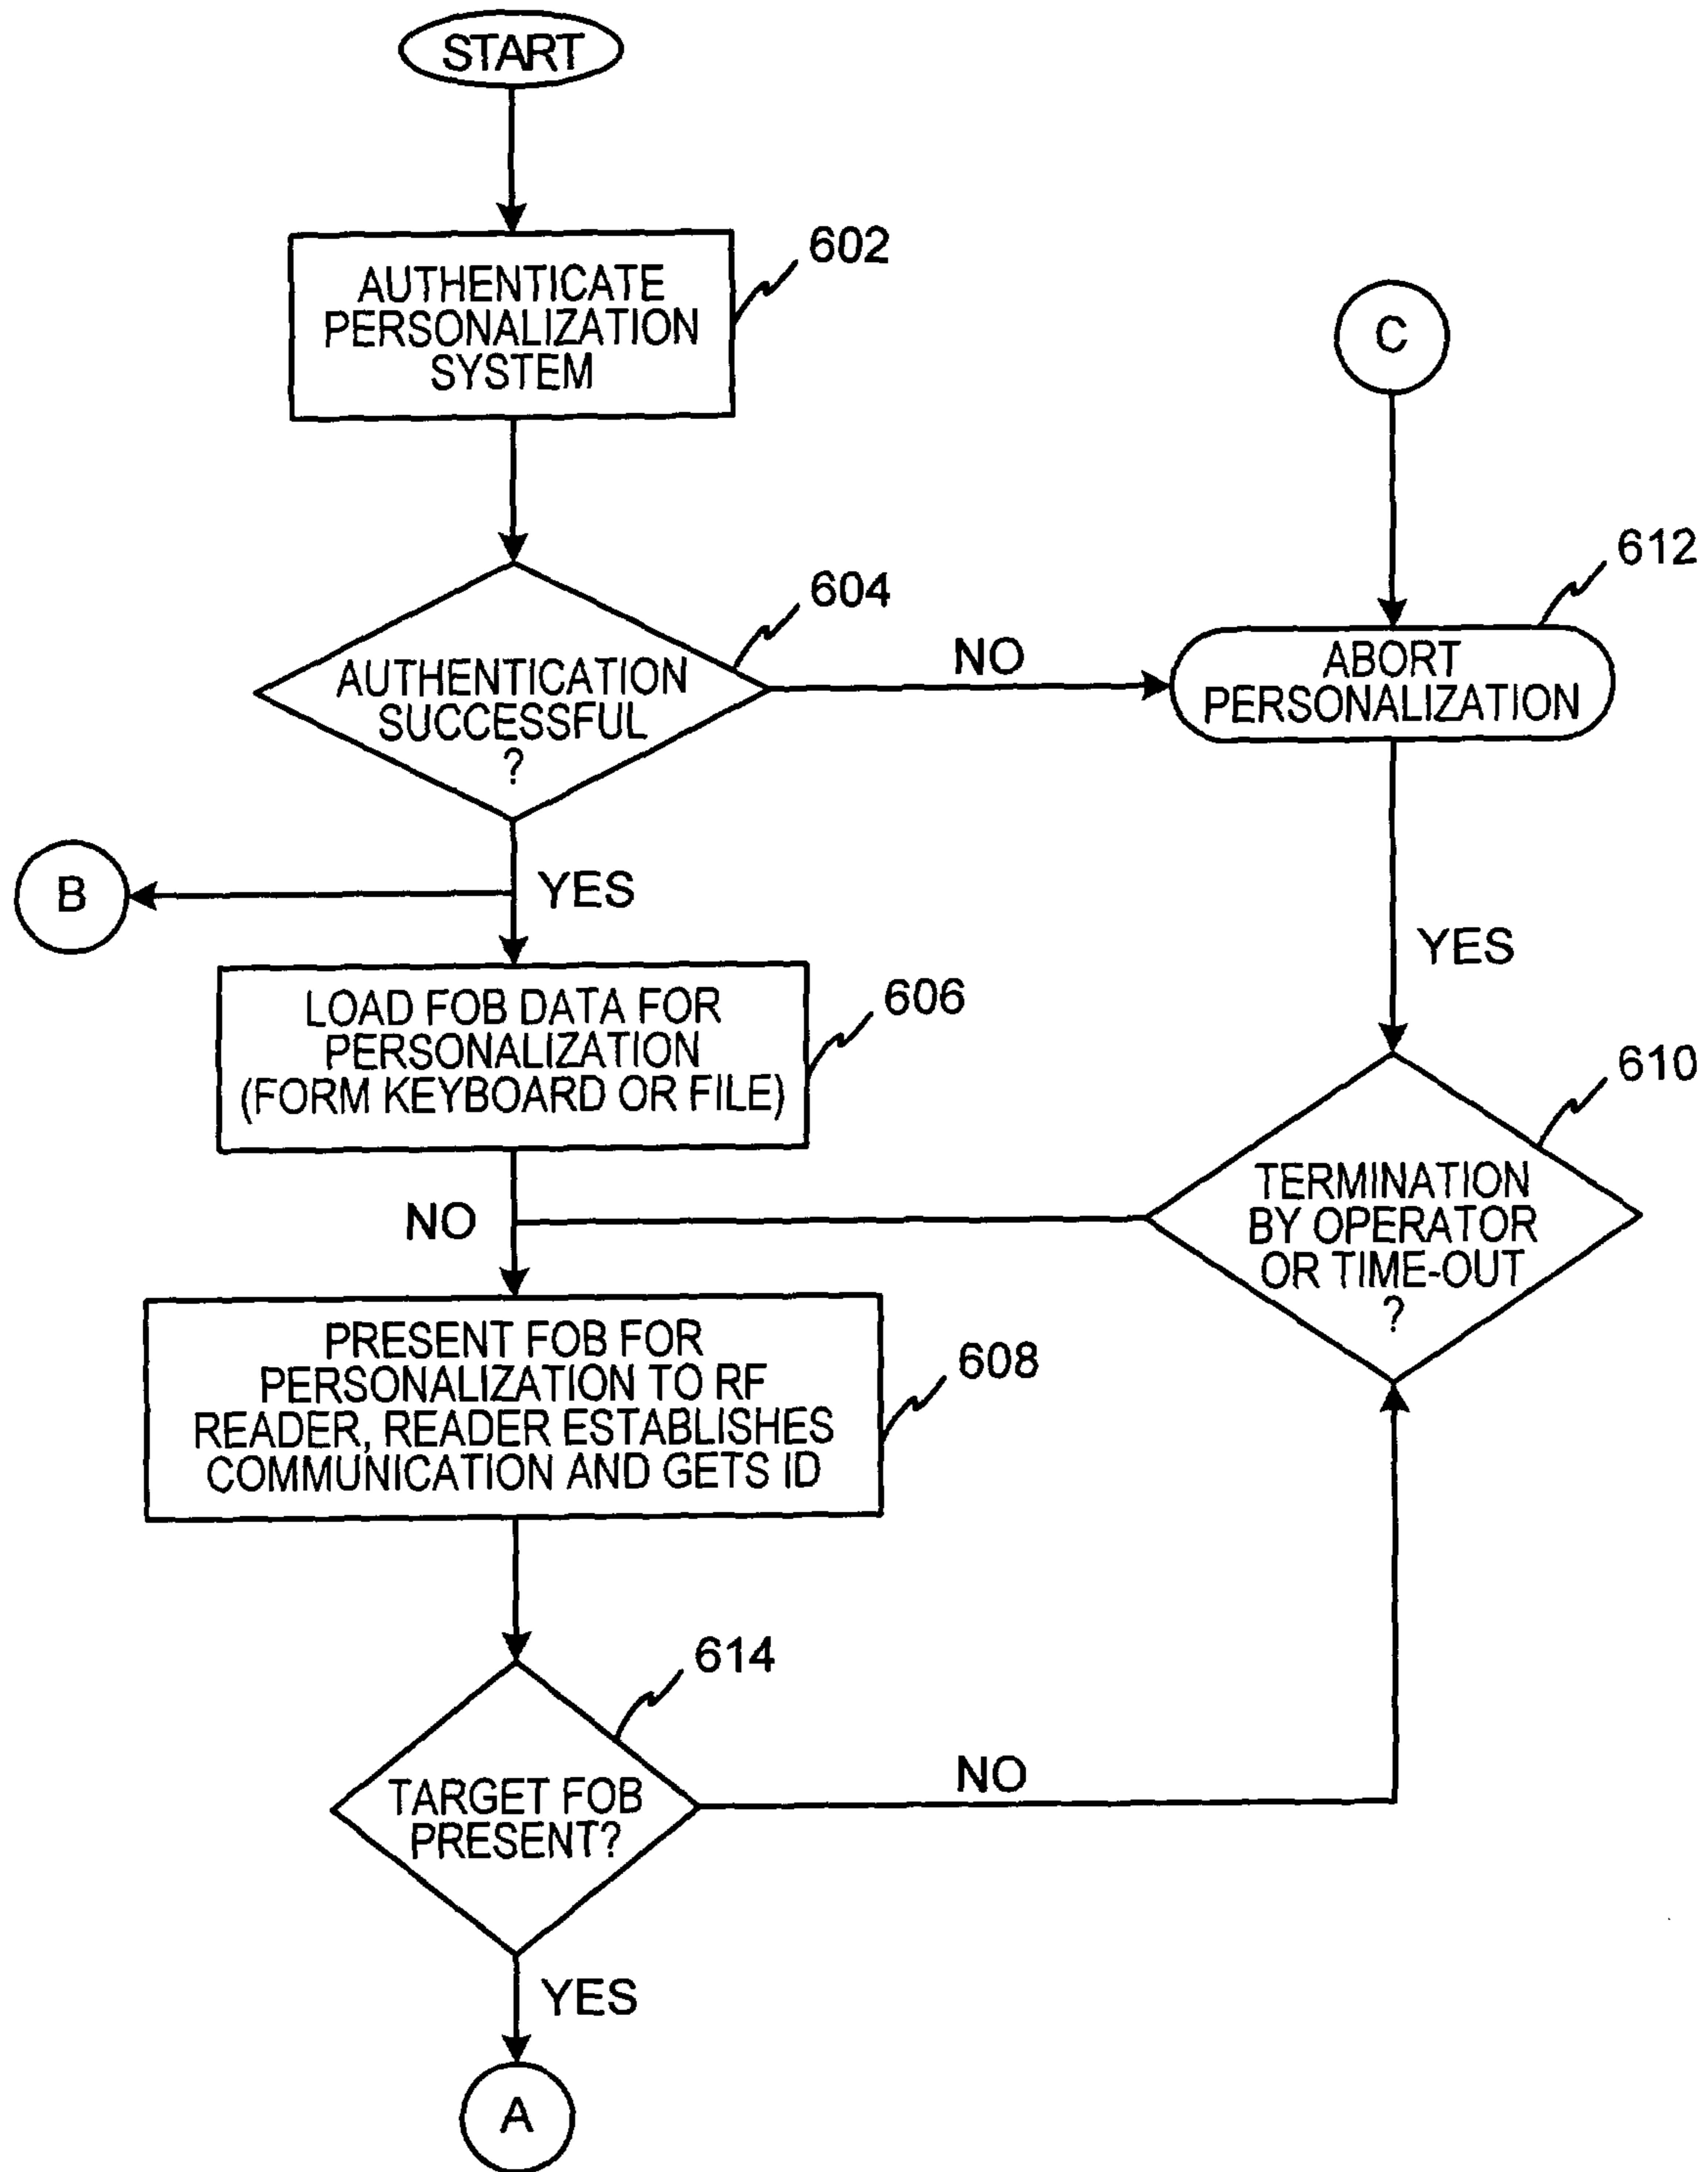 START
602
AUTHENTICATE
PERSONALIZATION
SYSTEM
C
612
604
NO
ABORT
PERSONALIZATION
AUTHENTICATION
SUCCESSFUL
?
B
YES
YES
606
LOAD FOB DATA FOR
PERSONALIZATION
(FORM KEYBOARD OR FILE)
610
NO
TERMINATION
BY OPERATOR
OR TIME-OUT
?
608
PRESENT FOB FOR
PERSONALIZATION TO RF
READER, READER ESTABLISHES
COMMUNICATION AND GETS ID
614
NO
TARGET FOB
PRESENT?
YES
A